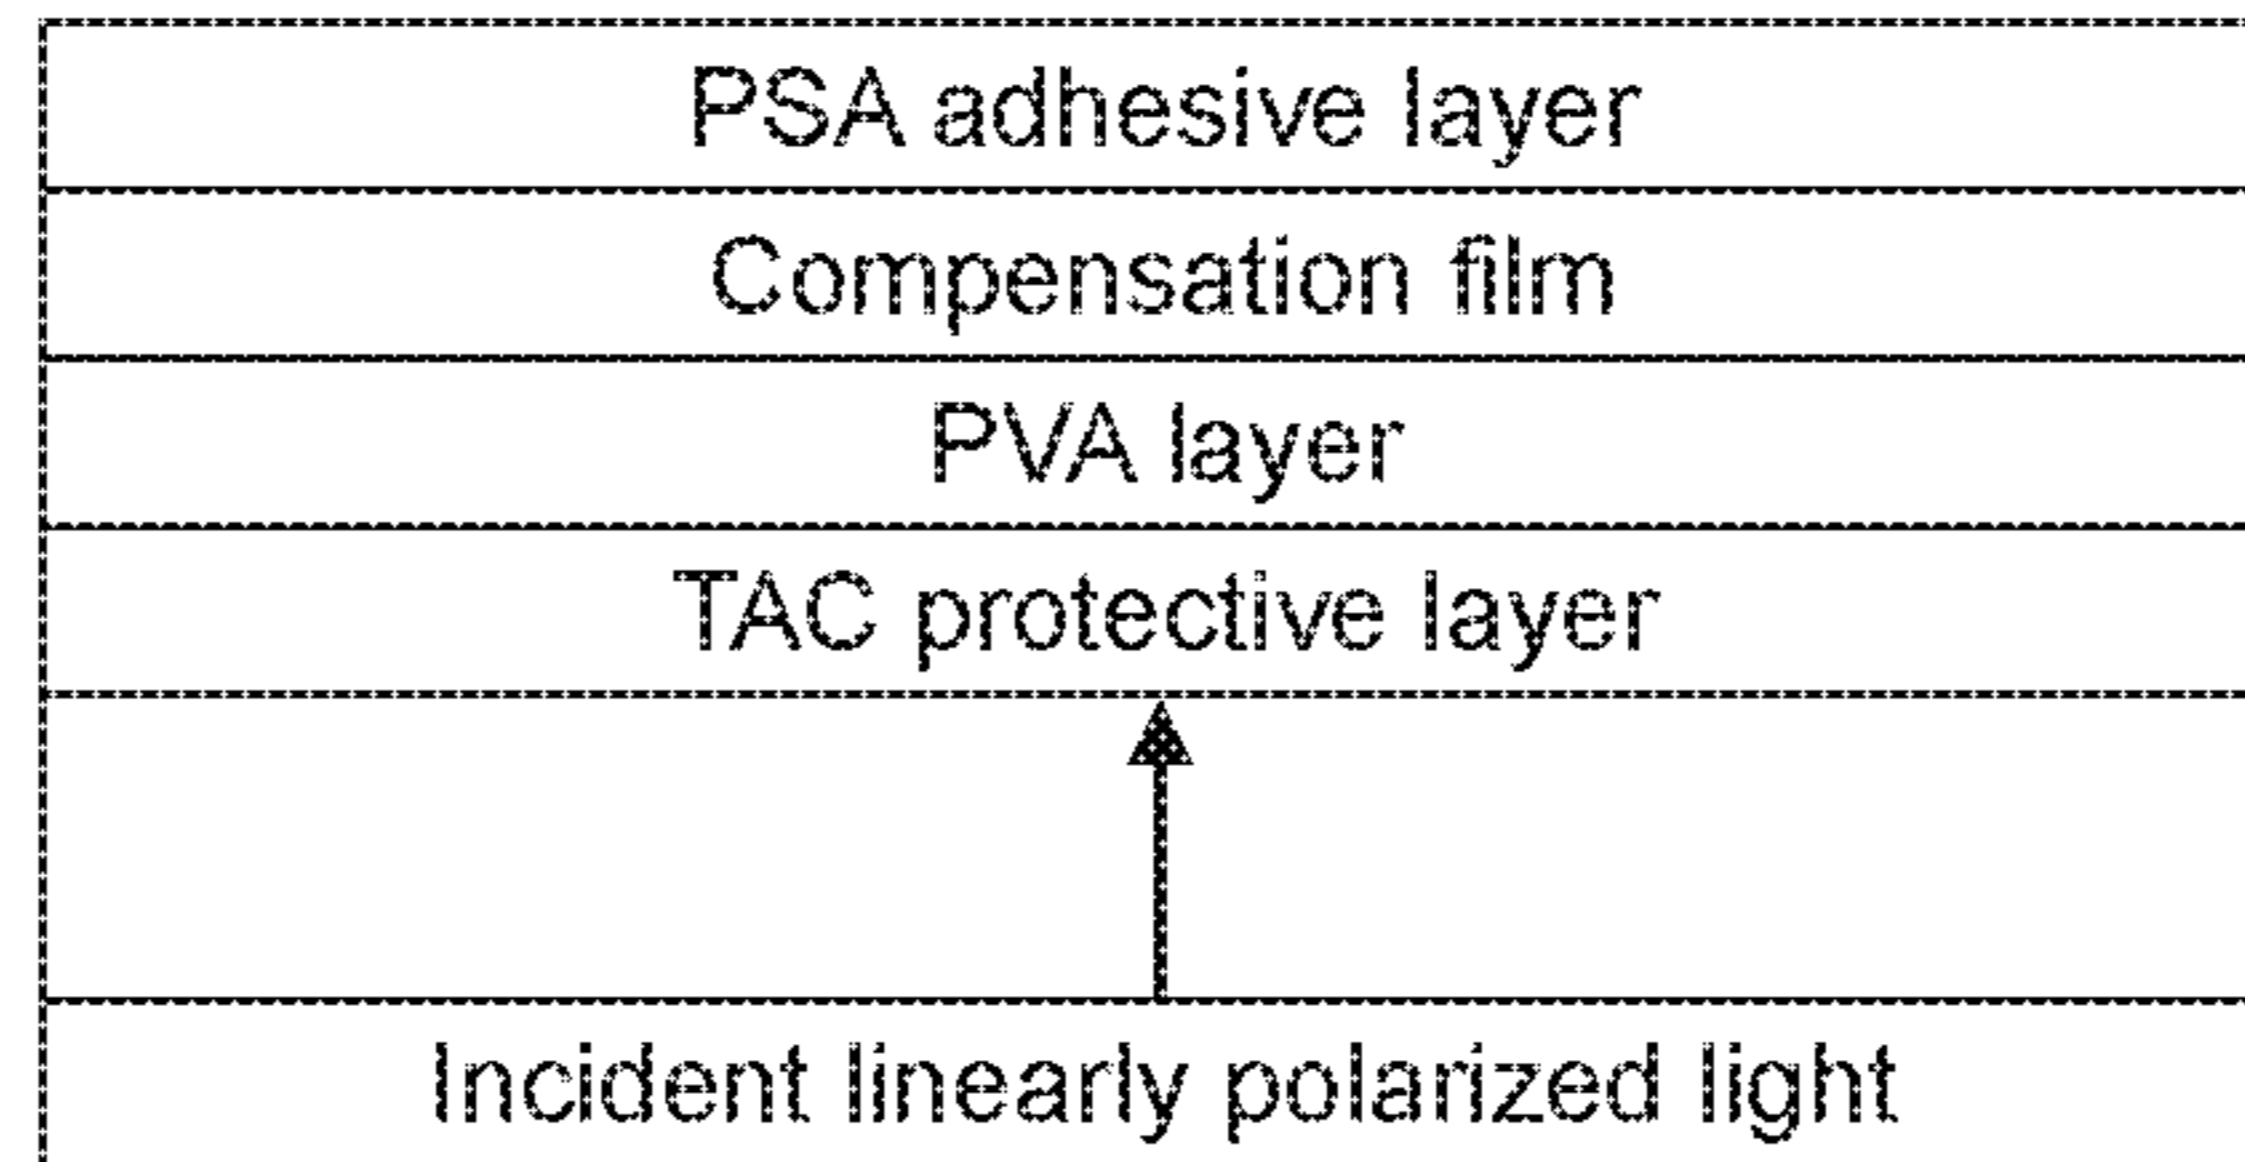 PSA adhesive layer
Compensation film
PVA layer
TAC protective layer
Incident linearly polarized light